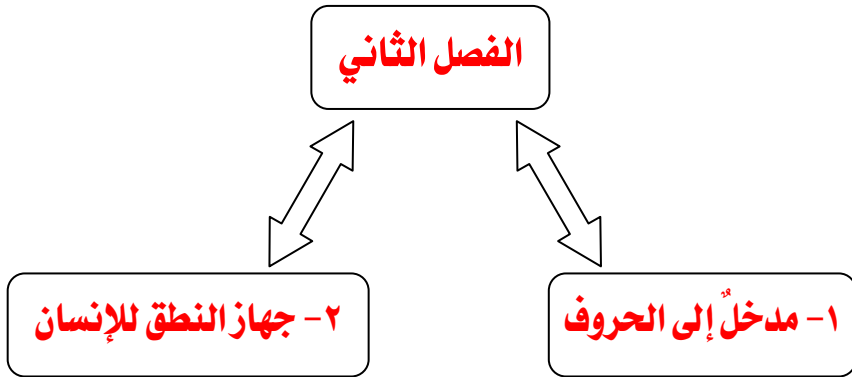 الفصل الثاني
١- مدخلٌ إلى الحروف
٢- جهاز النطق للإنسان